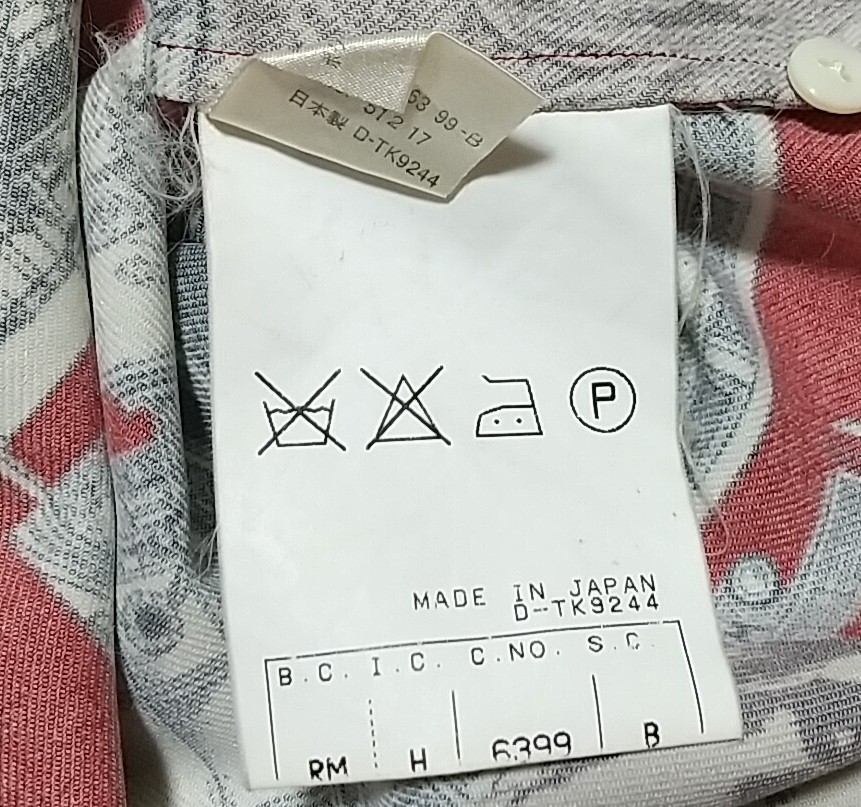 63 99-B
512 17
日本製 D-TK9244
P
MADE IN JAPAN
D-TK9244
B.C. I.C. C.NO. S.C.
RM H 6399 B